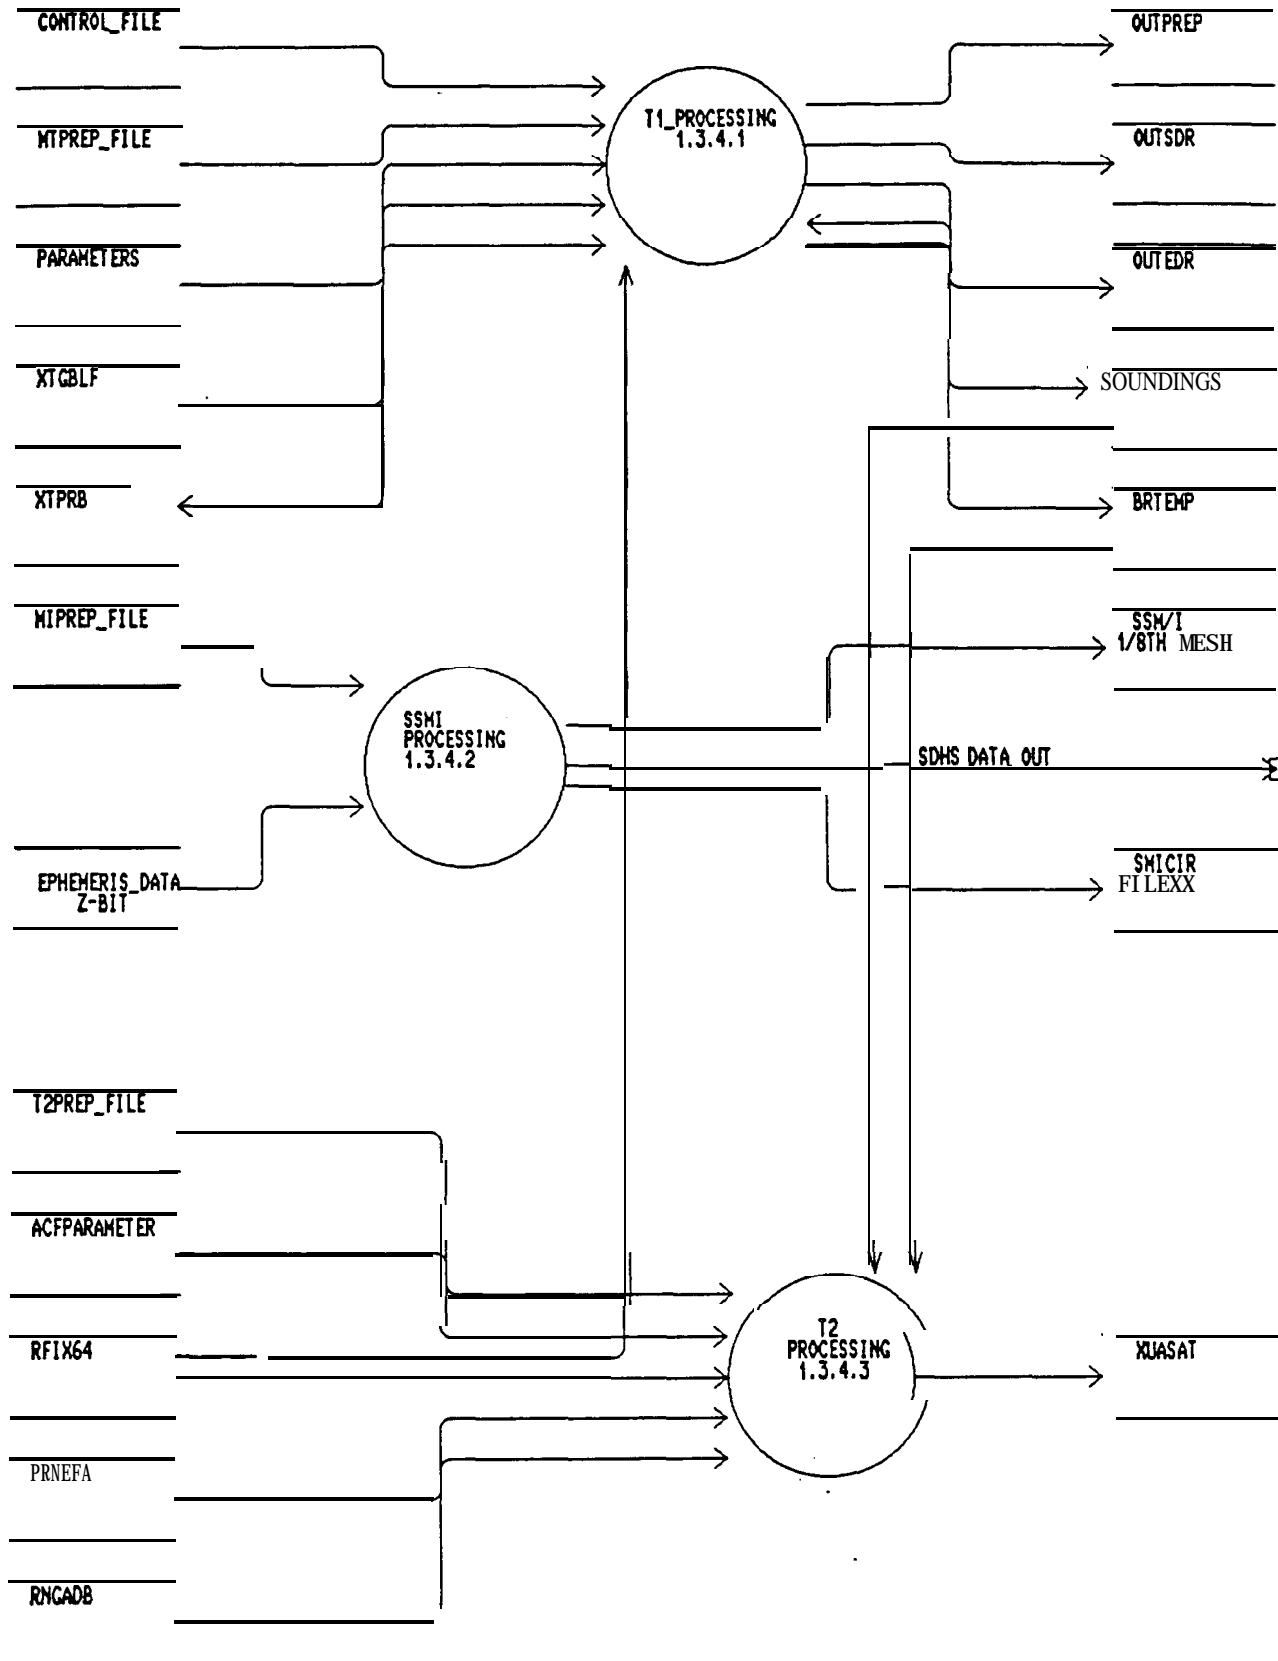 CONTROL_FILE
OUTPREP
T1_PROCESSING
1.3.4.1
MTPREP_FILE
OUTSDR
PARAMETERS
OUTEDR
XTGBLF
SOUNDINGS
XTPRB
BRTEMP
MIPREP_FILE
SSM/I
1/8TH MESH
SSMI
PROCESSING
1.3.4.2
SDHS DATA OUT
EPHEMERIS_DATA
Z-BIT
SMICIR
FILEXX
T2PREP_FILE
ACFPARAMETER
RFIX64
T2
PROCESSING
1.3.4.3
XUASAT
PRNEFA
RNGADB